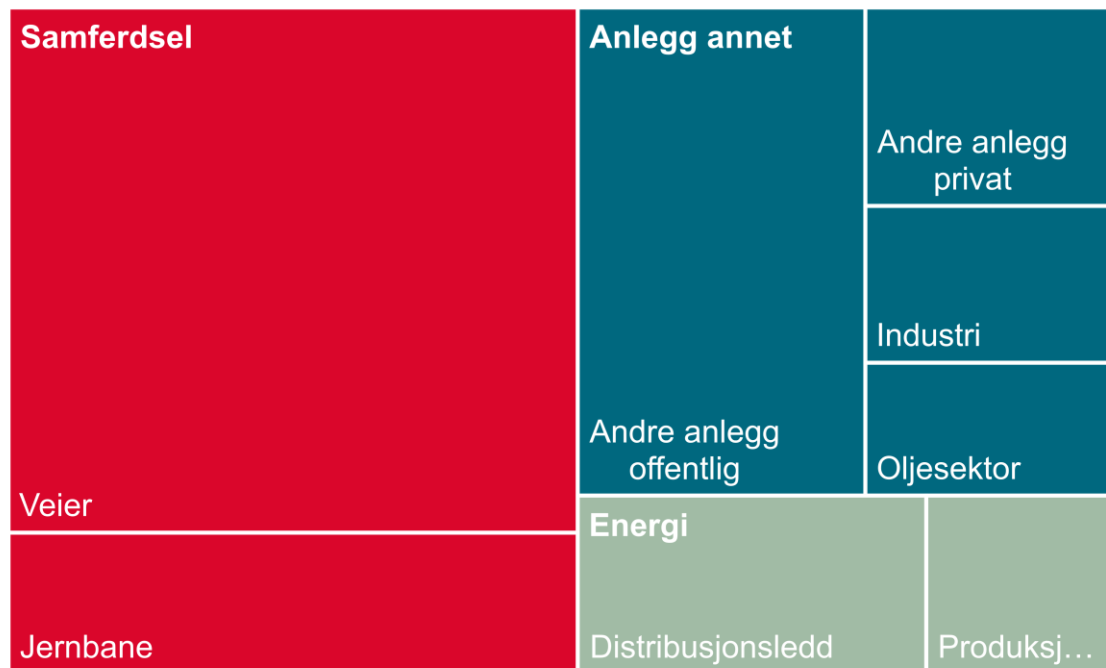 Samferdsel
Veier
Jernbane
Anlegg annet
Andre anlegg
offentlig
Andre anlegg
privat
Industri
Oljesektor
Energi
Distribusjonsledd
Produksj…